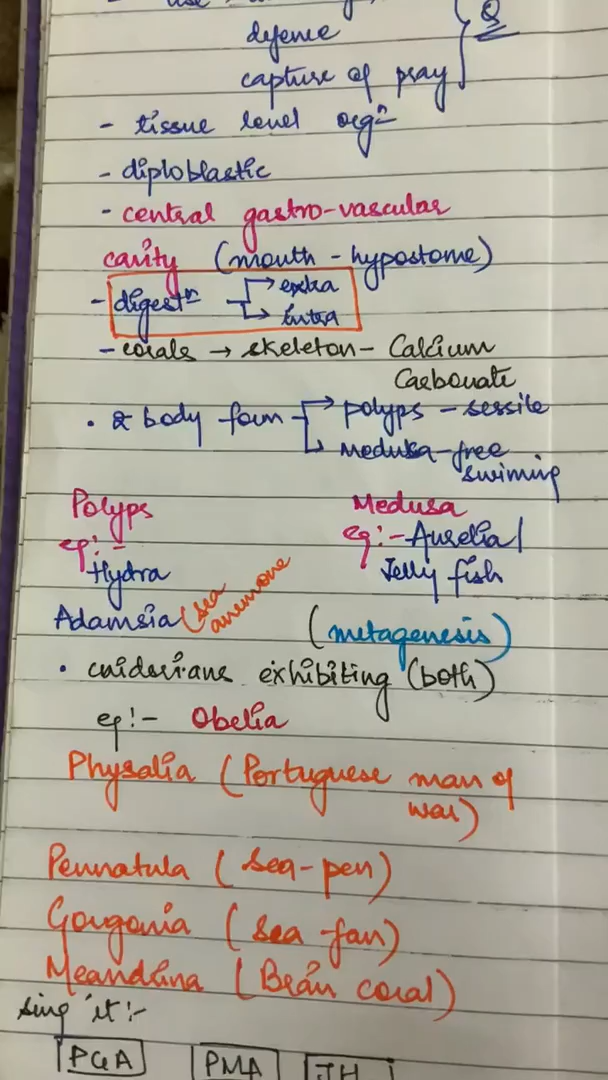 defence
capture of pray Q
- tissue level orgn
- diploblastic
- central gastro-vascular
cavity (mouth - hypostome)
- digestn → extra
→ intra
- corals → skeleton - Calcium
Carbonate
. 2 body form → polyps - sessile
→ medusa - free
swiming
Polyps Medusa
eg:- eg:- Aurelia/
Hydra Jelly fish
Adamsia (sea
anemone
(metagenesis)
• cnidarians exhibiting (both)
eg:- Obelia
Physalia (Portuguese man of
war)
Pennatula (Sea-pen)
Gorgonia (Sea fan)
Meandrina (Brain coral)
sing it:-
PGA PMA JH